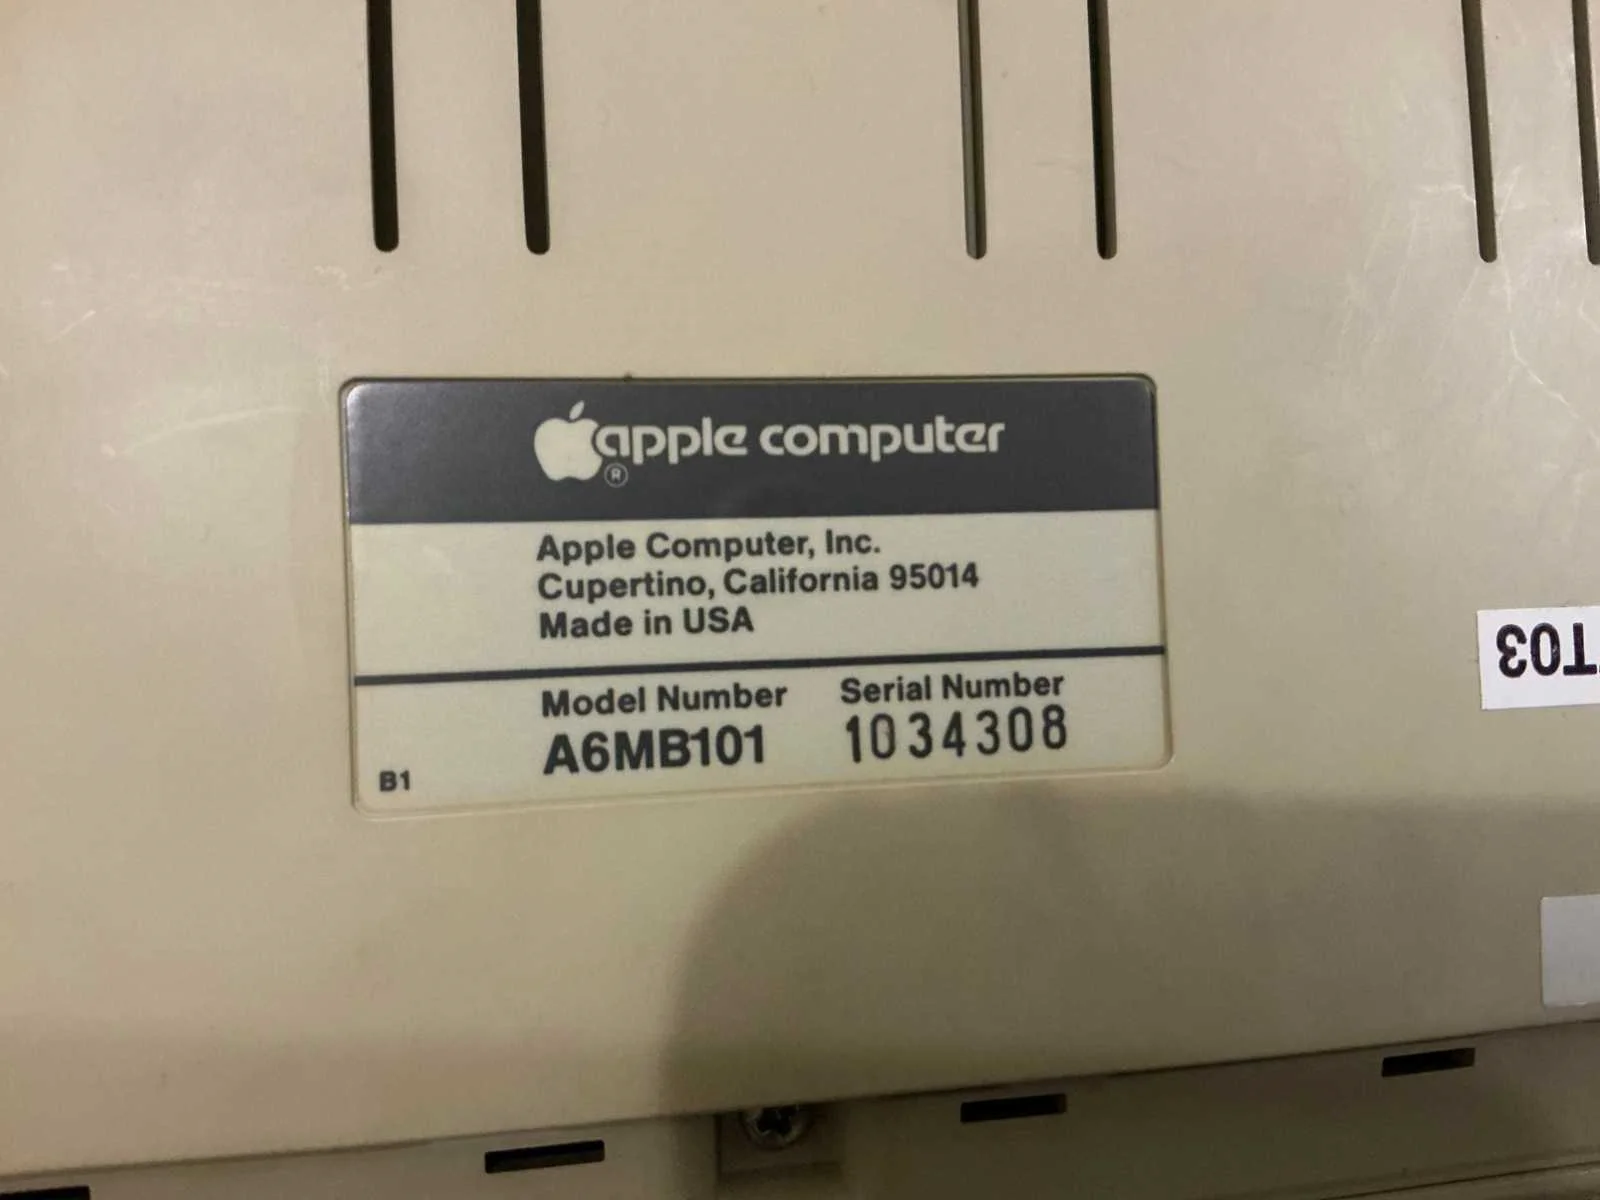 apple computer
®
Apple Computer, Inc.
Cupertino, California 95014
Made in USA
Model Number Serial Number
A6MB101 1034308
B1
T03